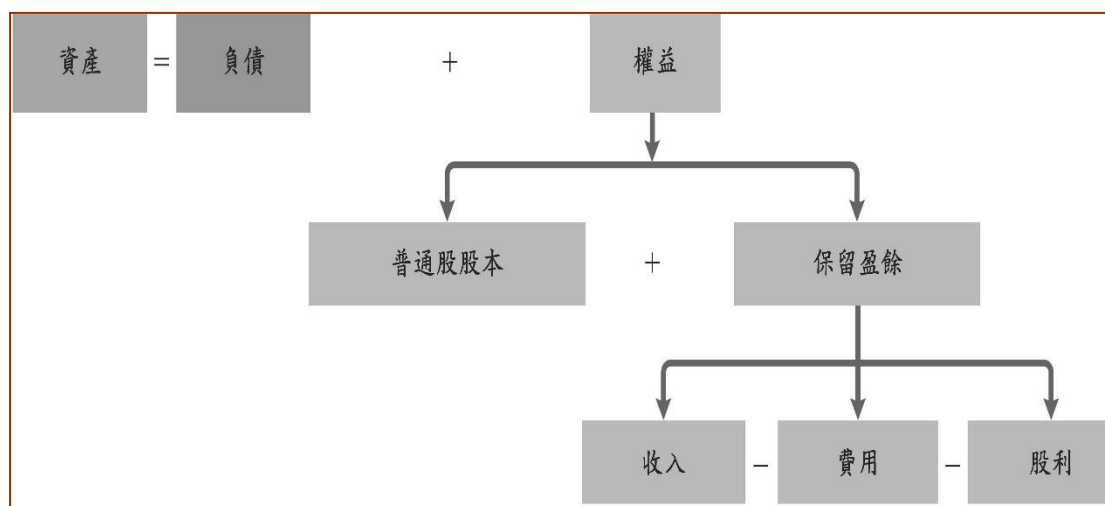 資產 = 負債 + 權益
普通股股本 + 保留盈餘
收入 − 費用 − 股利